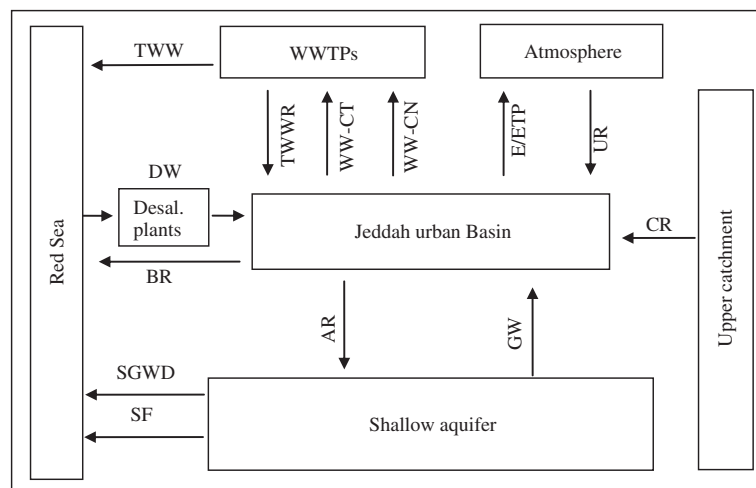 TWW
WWTPs
Atmosphere
TWWR
WW-CT
WW-CN
E/ETP
UR
DW
Desal.
plants
Jeddah urban Basin
CR
Red Sea
Upper catchment
BR
AR
GW
SGWD
SF
Shallow aquifer